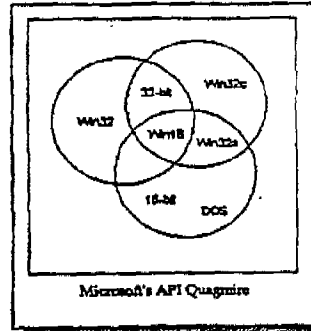 32-bit
Win32c
Win32
Win16
Win32s
16-bit
DOS
Microsoft's API Quagmire